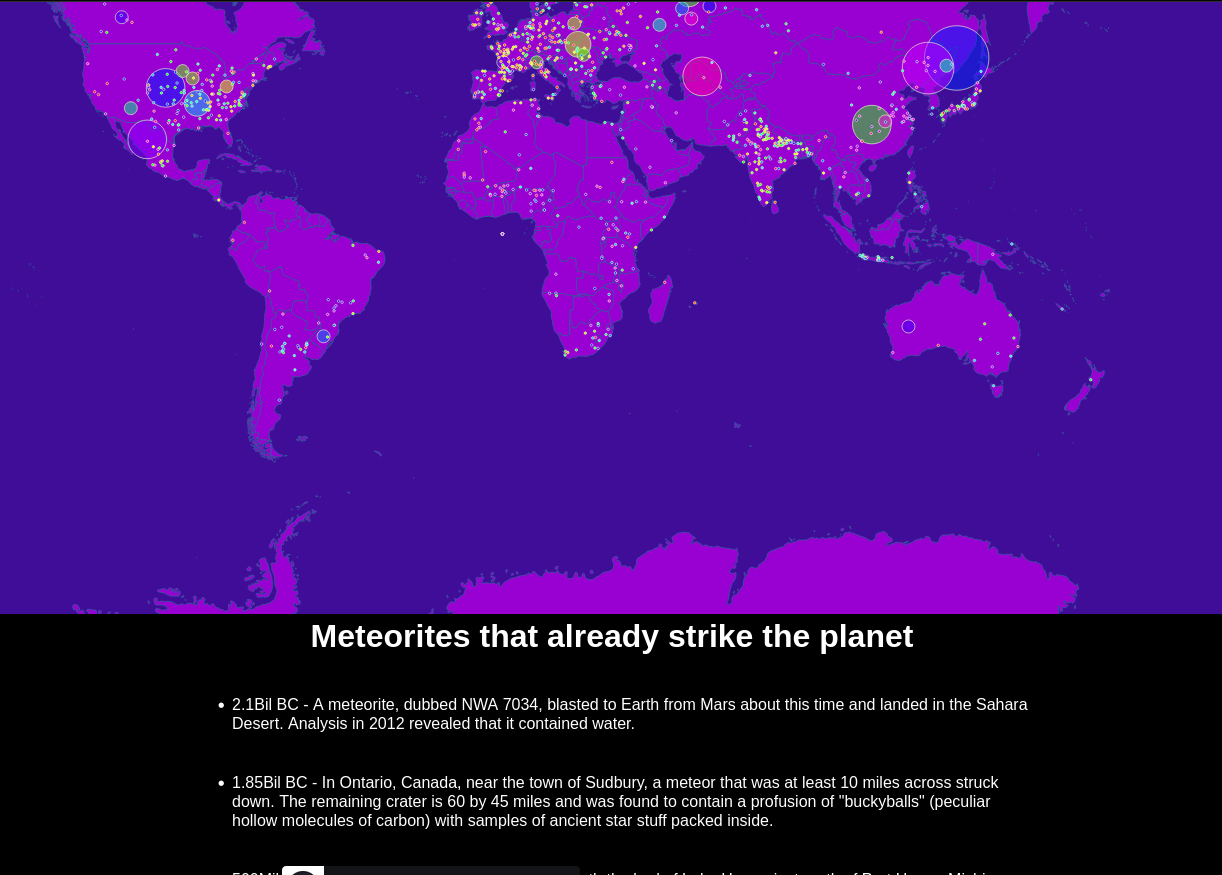 Meteorites that already strike the planet
2.1Bil BC - A meteorite, dubbed NWA 7034, blasted to Earth from Mars about this time and landed in the Sahara
Desert. Analysis in 2012 revealed that it contained water.
1.85Bil BC - In Ontario, Canada, near the town of Sudbury, a meteor that was at least 10 miles across struck
down. The remaining crater is 60 by 45 miles and was found to contain a profusion of "buckyballs" (peculiar
hollow molecules of carbon) with samples of ancient star stuff packed inside.